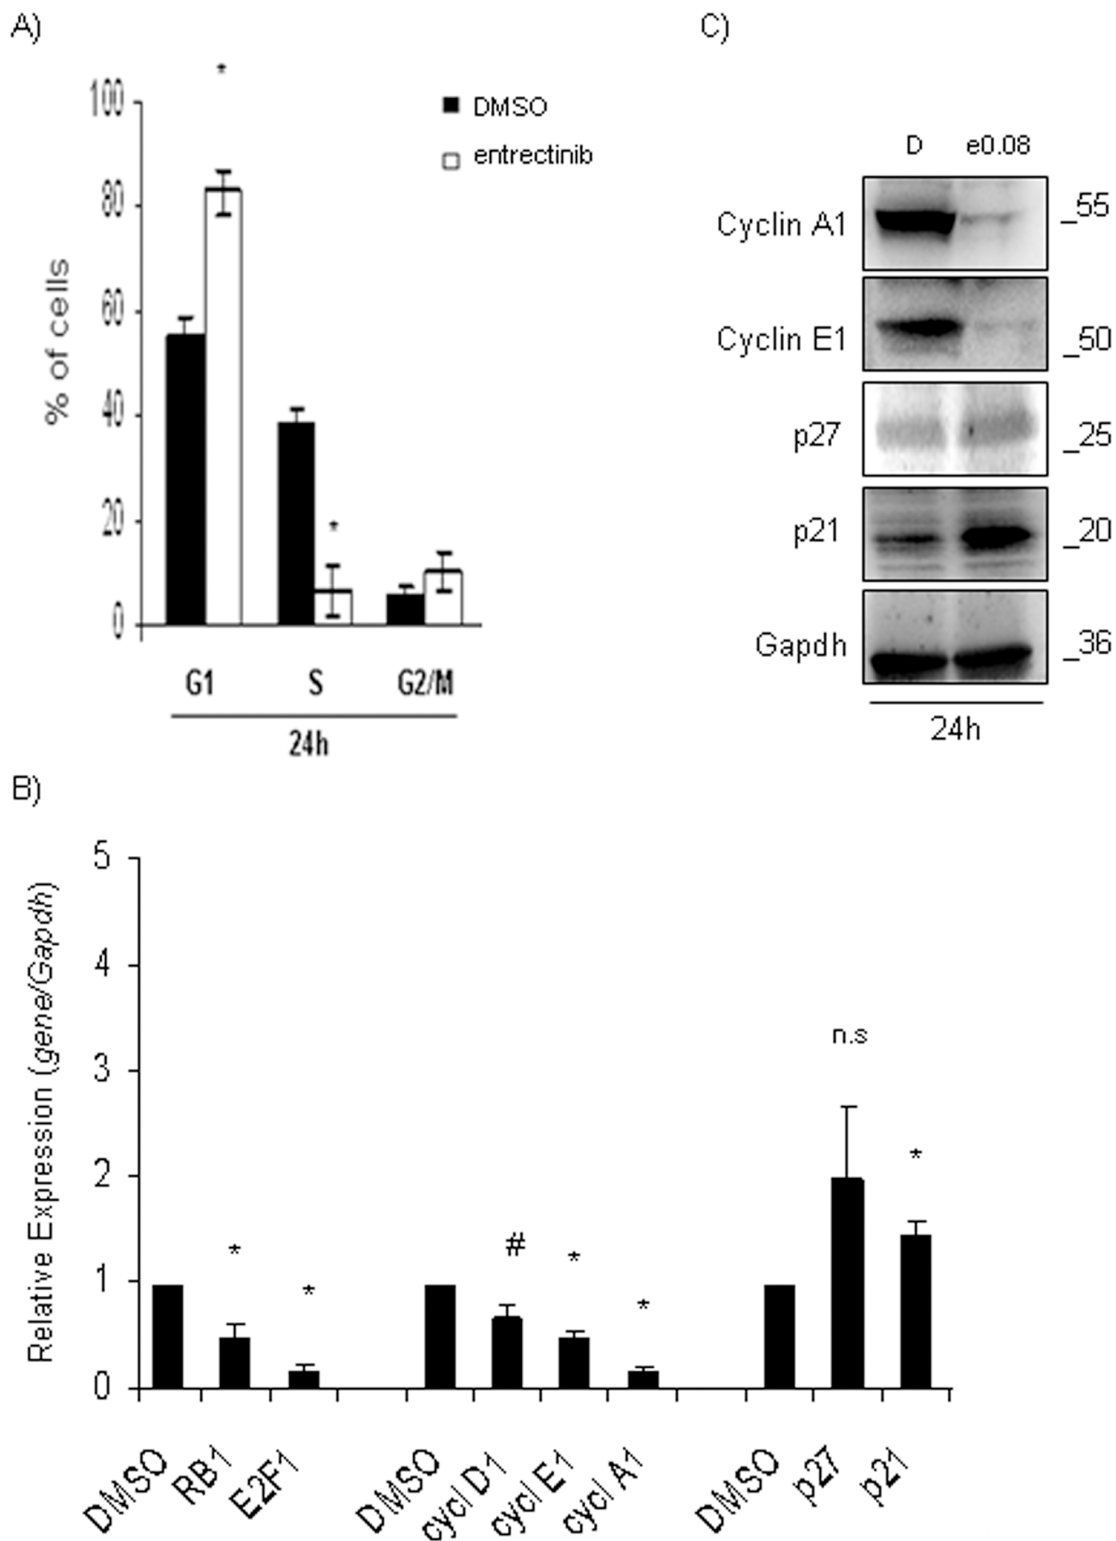 A)
*
100
80
60
40
20
0
% of cells
DMSO
entrectinib
*
G1 S G2/M
24h
C)
D e0.08
Cyclin A1 _55
Cyclin E1 _50
p27 _25
p21 _20
Gapdh _36
24h
B)
Relative Expression (gene/Gapdh)
5
4
3
2
1
0
* * # * * n.s *
DMSO RB1 E2F1 DMSO cycl D1 cycl E1 cycl A1 DMSO p27 p21